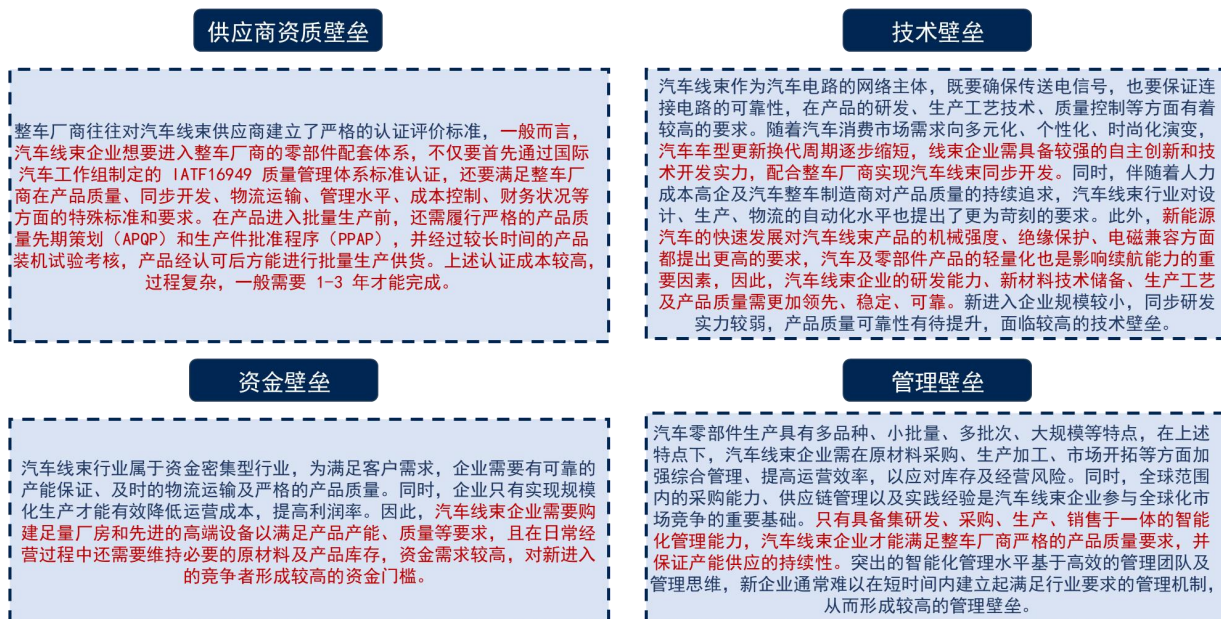 供应商资质壁垒
整车厂商往往对汽车线束供应商建立了严格的认证评价标准，一般而言，
汽车线束企业想要进入整车厂商的零部件配套体系，不仅要首先通过国际
汽车工作组制定的 IATF16949 质量管理体系标准认证，还要满足整车厂
商在产品质量、同步开发、物流运输、管理水平、成本控制、财务状况等
方面的特殊标准和要求。在产品进入批量生产前，还需履行严格的产品质
量先期策划（APQP）和生产件批准程序（PPAP），并经过较长时间的产品
装机试验考核，产品经认可后方能进行批量生产供货。上述认证成本较高，
过程复杂，一般需要 1-3 年才能完成。
技术壁垒
汽车线束作为汽车电路的网络主体，既要确保传送电信号，也要保证连
接电路的可靠性，在产品的研发、生产工艺技术、质量控制等方面有着
较高的要求。随着汽车消费市场需求向多元化、个性化、时尚化演变，
汽车车型更新换代周期逐步缩短，线束企业需具备较强的自主创新和技
术开发实力，配合整车厂商实现汽车线束同步开发。同时，伴随着人力
成本高企及汽车整车制造商对产品质量的持续追求，汽车线束行业对设
计、生产、物流的自动化水平也提出了更为苛刻的要求。此外，新能源
汽车的快速发展对汽车线束产品的机械强度、绝缘保护、电磁兼容方面
都提出更高的要求，汽车及零部件产品的轻量化也是影响续航能力的重
要因素，因此，汽车线束企业的研发能力、新材料技术储备、生产工艺
及产品质量需更加领先、稳定、可靠。新进入企业规模较小，同步研发
实力较弱，产品质量可靠性有待提升，面临较高的技术壁垒。
资金壁垒
汽车线束行业属于资金密集型行业，为满足客户需求，企业需要有可靠的
产能保证、及时的物流运输及严格的产品质量。同时，企业只有实现规模
化生产才能有效降低运营成本，提高利润率。因此，汽车线束企业需要购
建足量厂房和先进的高端设备以满足产品产能、质量等要求，且在日常经
营过程中还需要维持必要的原材料及产品库存，资金需求较高，对新进入
的竞争者形成较高的资金门槛。
管理壁垒
汽车零部件生产具有多品种、小批量、多批次、大规模等特点，在上述
特点下，汽车线束企业需在原材料采购、生产加工、市场开拓等方面加
强综合管理、提高运营效率，以应对库存及经营风险。同时，全球范围
内的采购能力、供应链管理以及实践经验是汽车线束企业参与全球化市
场竞争的重要基础。只有具备集研发、采购、生产、销售于一体的智能
化管理能力，汽车线束企业才能满足整车厂商严格的产品质量要求，并
保证产能供应的持续性。突出的智能化管理水平基于高效的管理团队及
管理思维，新企业通常难以在短时间内建立起满足行业要求的管理机制，
从而形成较高的管理壁垒。